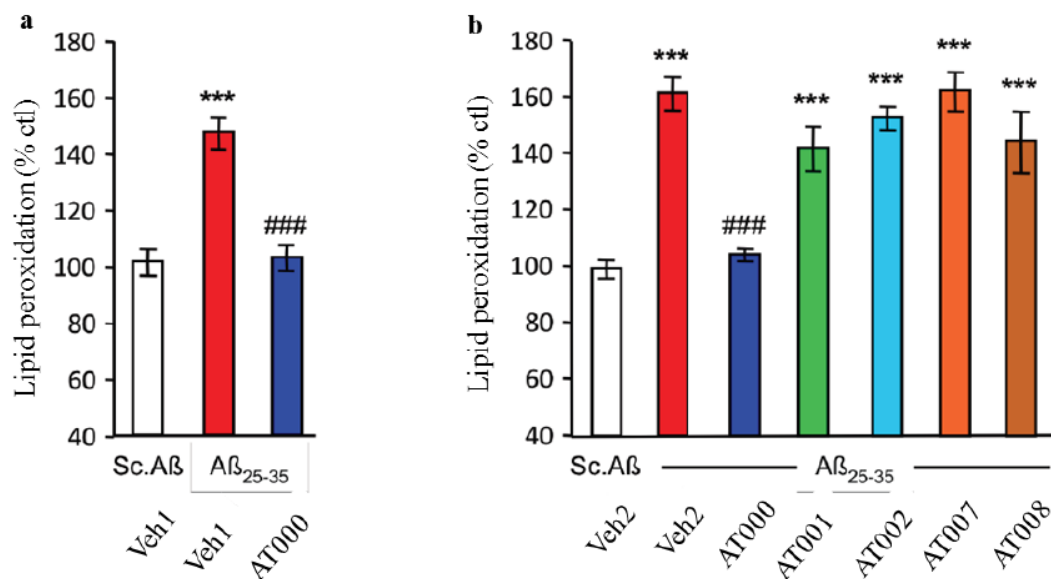 a
Lipid peroxidation (% ctl)
180
160
140
120
100
80
60
40
***
###
Sc.Aß
Aß25-35
Veh1
Veh1
AT000
b
Lipid peroxidation (% ctl)
180
160
140
120
100
80
60
40
***
###
***
***
***
***
Sc.Aß
Aß25-35
Veh2
Veh2
AT000
AT001
AT002
AT007
AT008